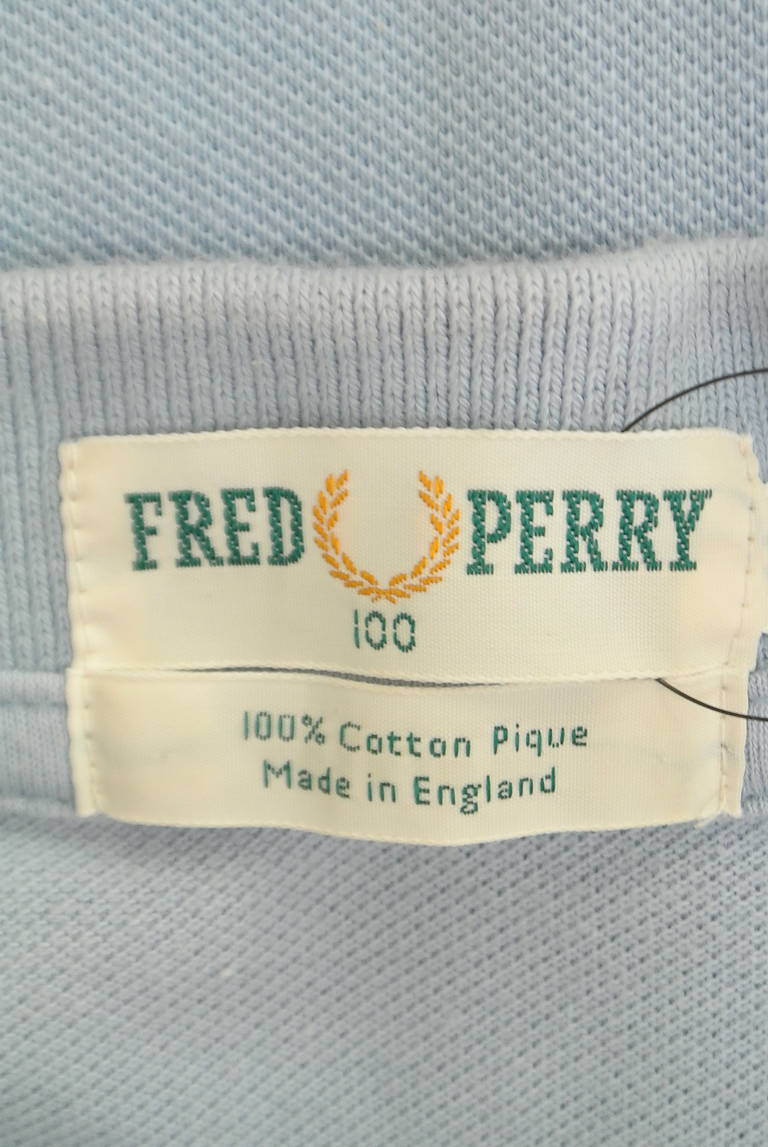 FRED PERRY
100
100% Cotton Pique
Made in England